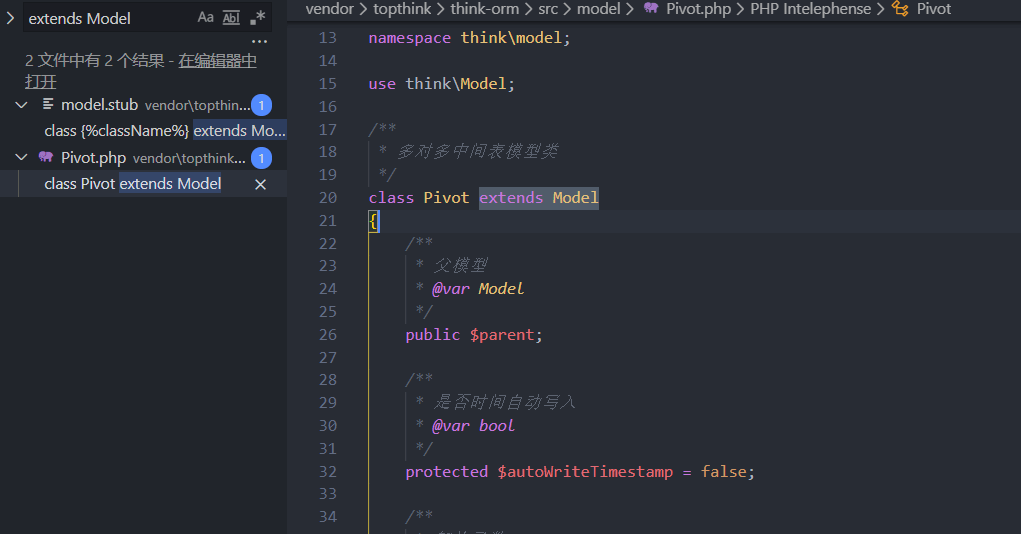 extends Model
Aa
Ab
.*
...
2 文件中有 2 个结果 - 在编辑器中
打开
model.stub vendor\topthin... 1
class {%className%} extends Mo...
Pivot.php vendor\topthink... 1
class Pivot extends Model
vendor > topthink > think-orm > src > model > Pivot.php > PHP Intelephense > Pivot
13 namespace think\model;
14
15 use think\Model;
16
17 /**
18 * 多对多中间表模型类
19 */
20 class Pivot extends Model
21 {
22 /**
23 * 父模型
24 * @var Model
25 */
26 public $parent;
27
28 /**
29 * 是否时间自动写入
30 * @var bool
31 */
32 protected $autoWriteTimestamp = false;
33
34 /**